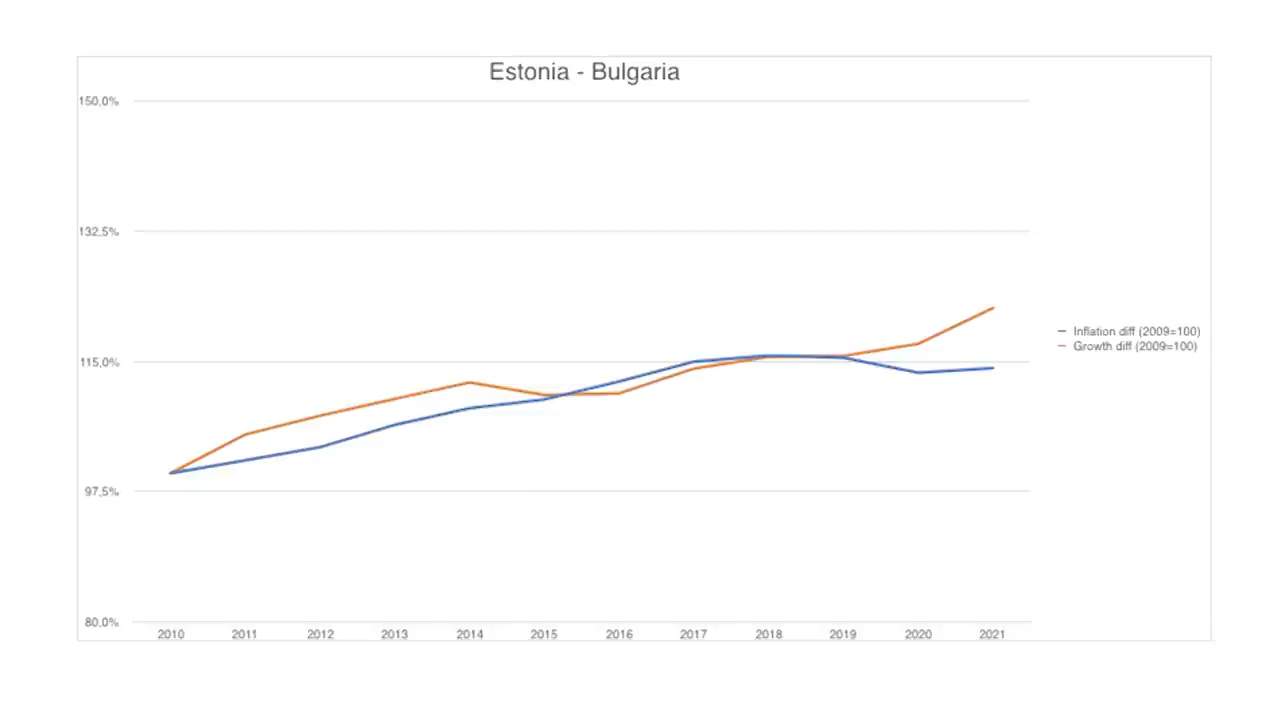 Estonia - Bulgaria
150,0%
132,5%
115,0%
97,5%
80,0%
2010 2011 2012 2013 2014 2015 2016 2017 2018 2019 2020 2021
Inflation diff (2009=100)
Growth diff (2009=100)